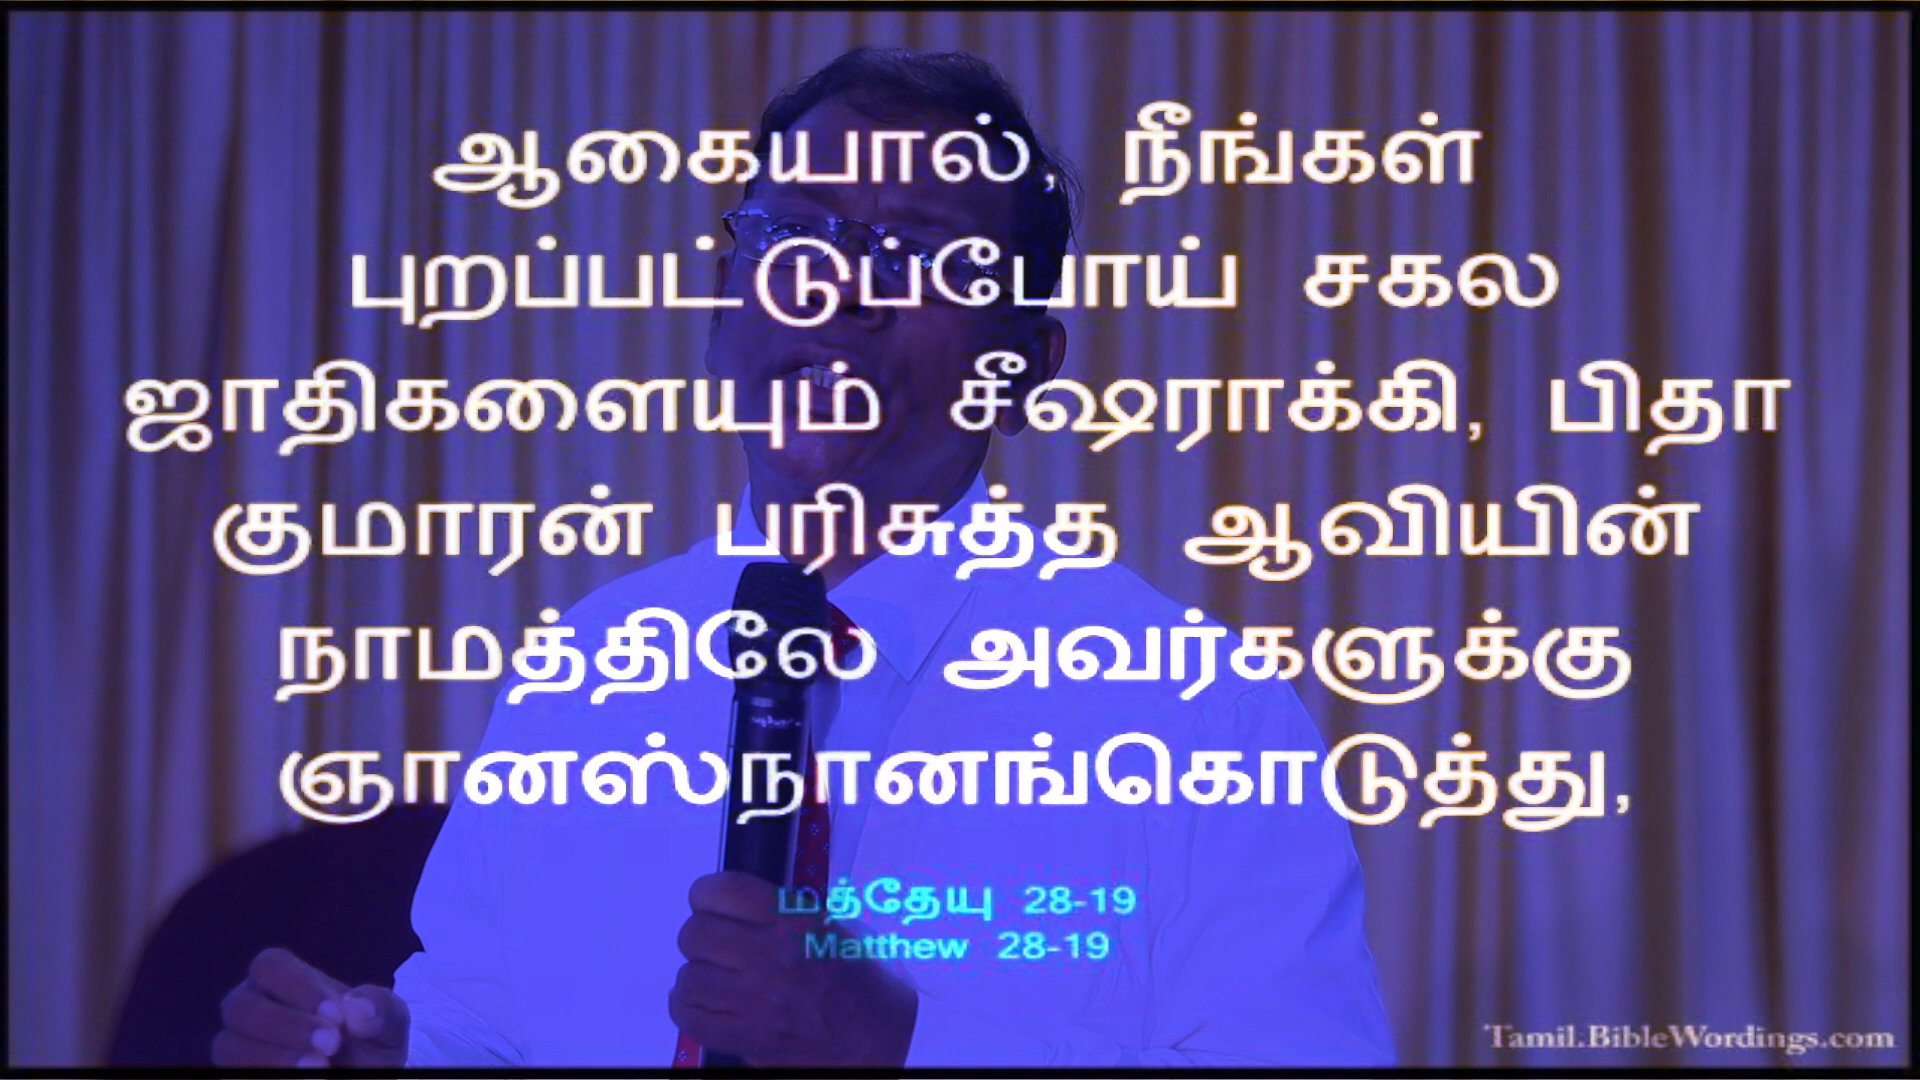 ஆகையால், நீங்கள்
புறப்பட்டுப்போய் சகல
ஜாதிகளையும் சீஷராக்கி, பிதா
குமாரன் பரிசுத்த ஆவியின்
நாமத்திலே அவர்களுக்கு
ஞானஸ்நானங்கொடுத்து,
மத்தேயு 28-19
Matthew 28-19
Tamil.BibleWordings.com